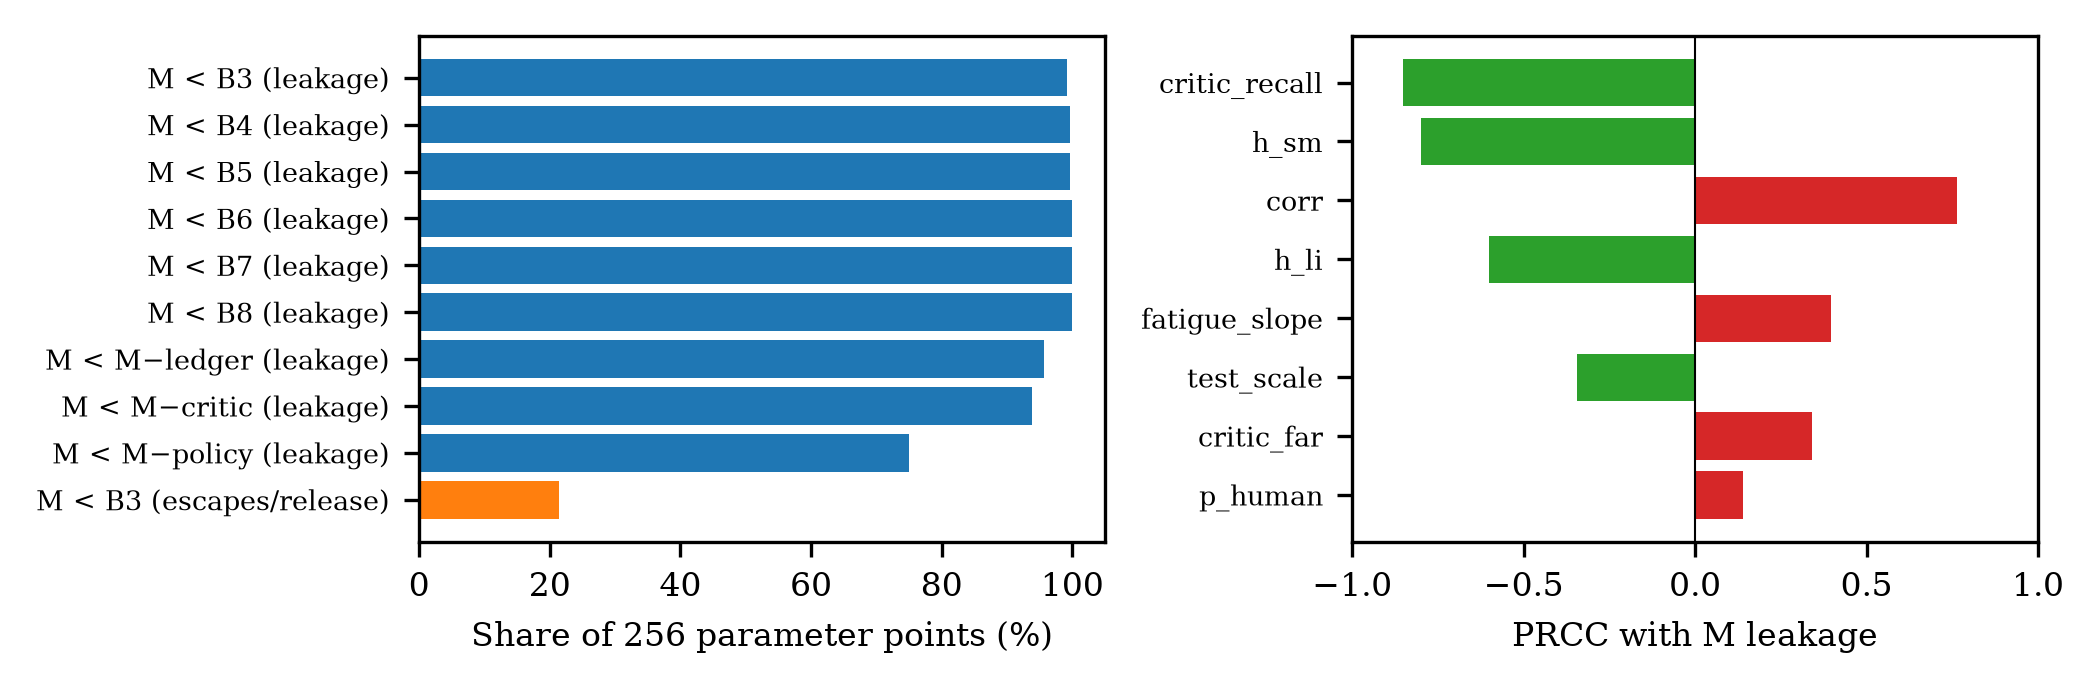 M < B3 (leakage)
M < B4 (leakage)
M < B5 (leakage)
M < B6 (leakage)
M < B7 (leakage)
M < B8 (leakage)
M < M−ledger (leakage)
M < M−critic (leakage)
M < M−policy (leakage)
M < B3 (escapes/release)
0 20 40 60 80 100
Share of 256 parameter points (%)
critic_recall
h_sm
corr
h_li
fatigue_slope
test_scale
critic_far
p_human
−1.0 −0.5 0.0 0.5 1.0
PRCC with M leakage